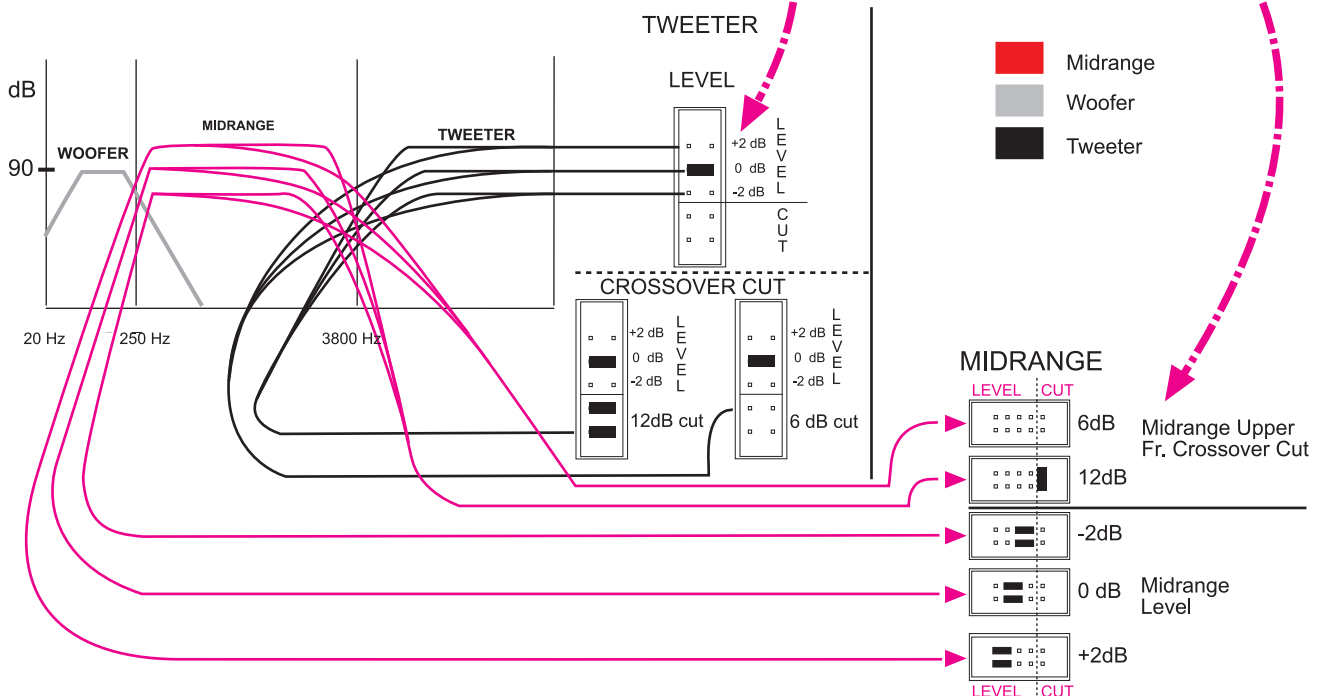 TWEETER
LEVEL
+2 dB
0 dB
-2 dB
LEVEL
CUT
Midrange
Woofer
Tweeter
dB
90
WOOFER
MIDRANGE
TWEETER
20 Hz
250 Hz
3800 Hz
CROSSOVER CUT
+2 dB
0 dB
-2 dB
LEVEL
12dB cut
+2 dB
0 dB
-2 dB
LEVEL
6 dB cut
MIDRANGE
LEVEL CUT
6dB
12dB
Midrange Upper
Fr. Crossover Cut
-2dB
0 dB
+2dB
Midrange
Level
LEVEL CUT